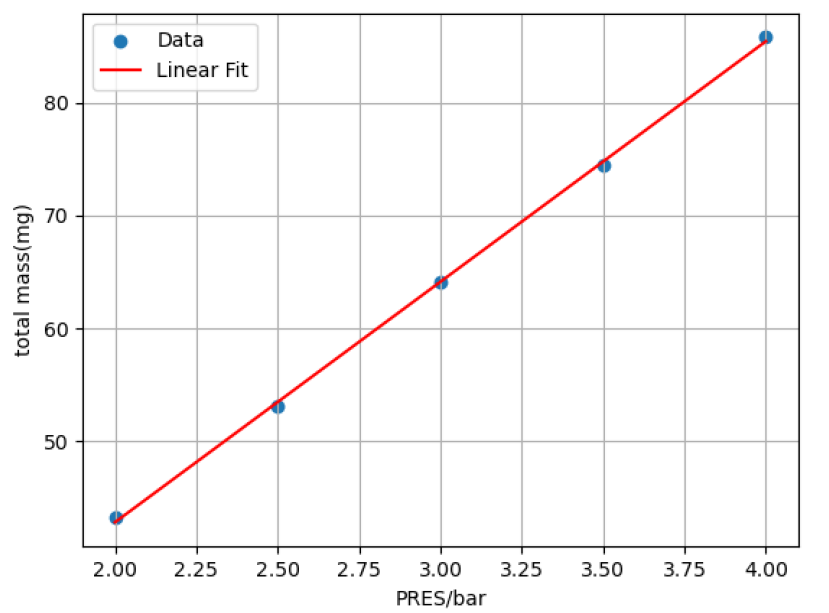 Data
Linear Fit
80
70
60
50
total mass(mg)
2.00 2.25 2.50 2.75 3.00 3.25 3.50 3.75 4.00
PRES/bar